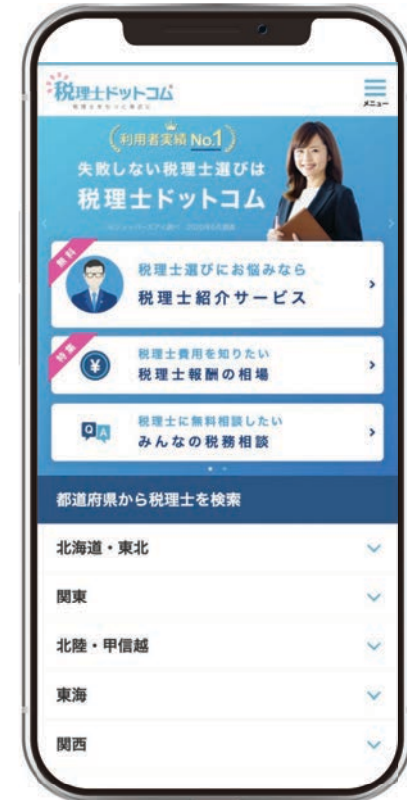 税理士ドットコム
メニュー
利用者実績 No.1
失敗しない税理士選びは
税理士ドットコム
無料
税理士選びにお悩みなら
税理士紹介サービス
特集
¥
税理士費用を知りたい
税理士報酬の相場
Q A
税理士に無料相談したい
みんなの税務相談
都道府県から税理士を検索
北海道・東北
関東
北陸・甲信越
東海
関西